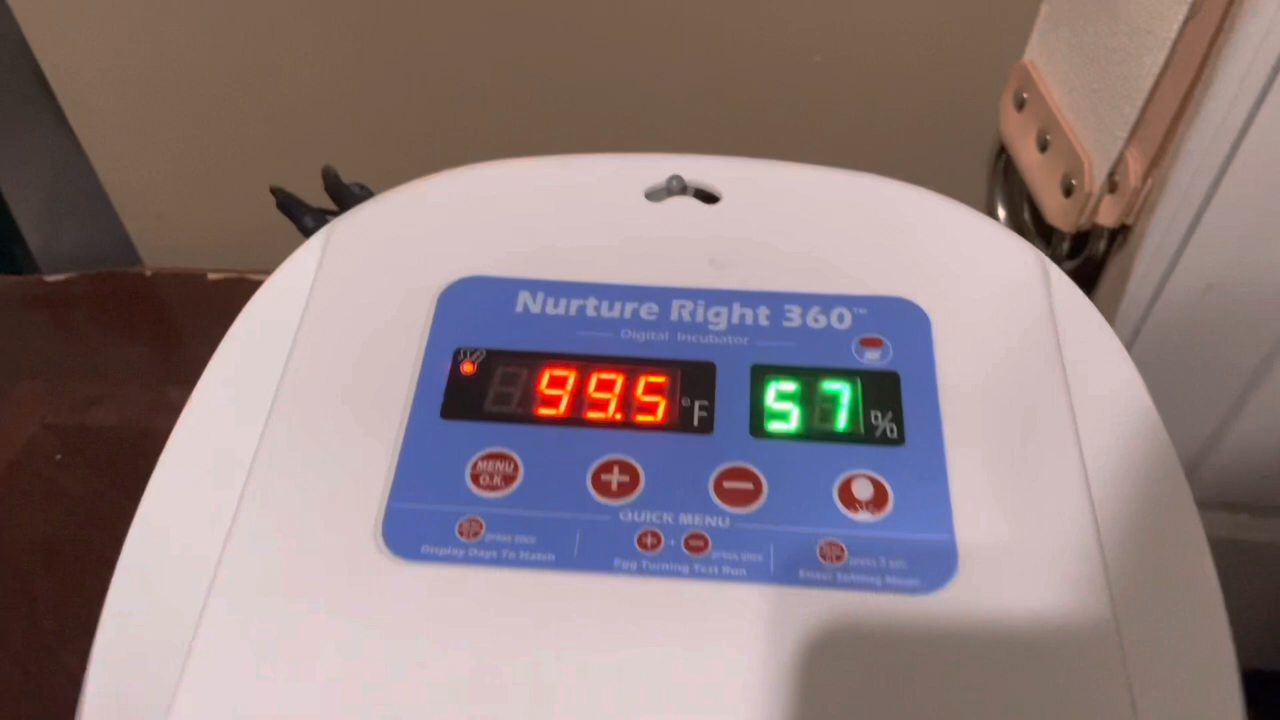 Nurture Right 360™
Digital Incubator
99.5 °F
57 %
MENU
O.K.
+
−
QUICK MENU
press once
Display Days To Hatch
+ + − press once
Egg Turning Test Run
press 3 sec
Enter Setting Mode